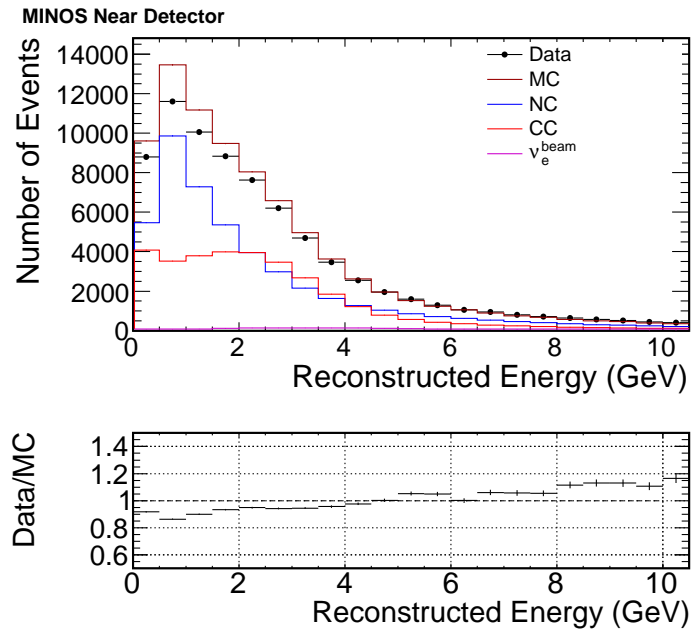 MINOS Near Detector
Number of Events
14000
12000
10000
8000
6000
4000
2000
0
Data
MC
NC
CC
ν_e^beam
0 2 4 6 8 10
Reconstructed Energy (GeV)
Data/MC
1.4
1.2
1
0.8
0.6
0 2 4 6 8 10
Reconstructed Energy (GeV)